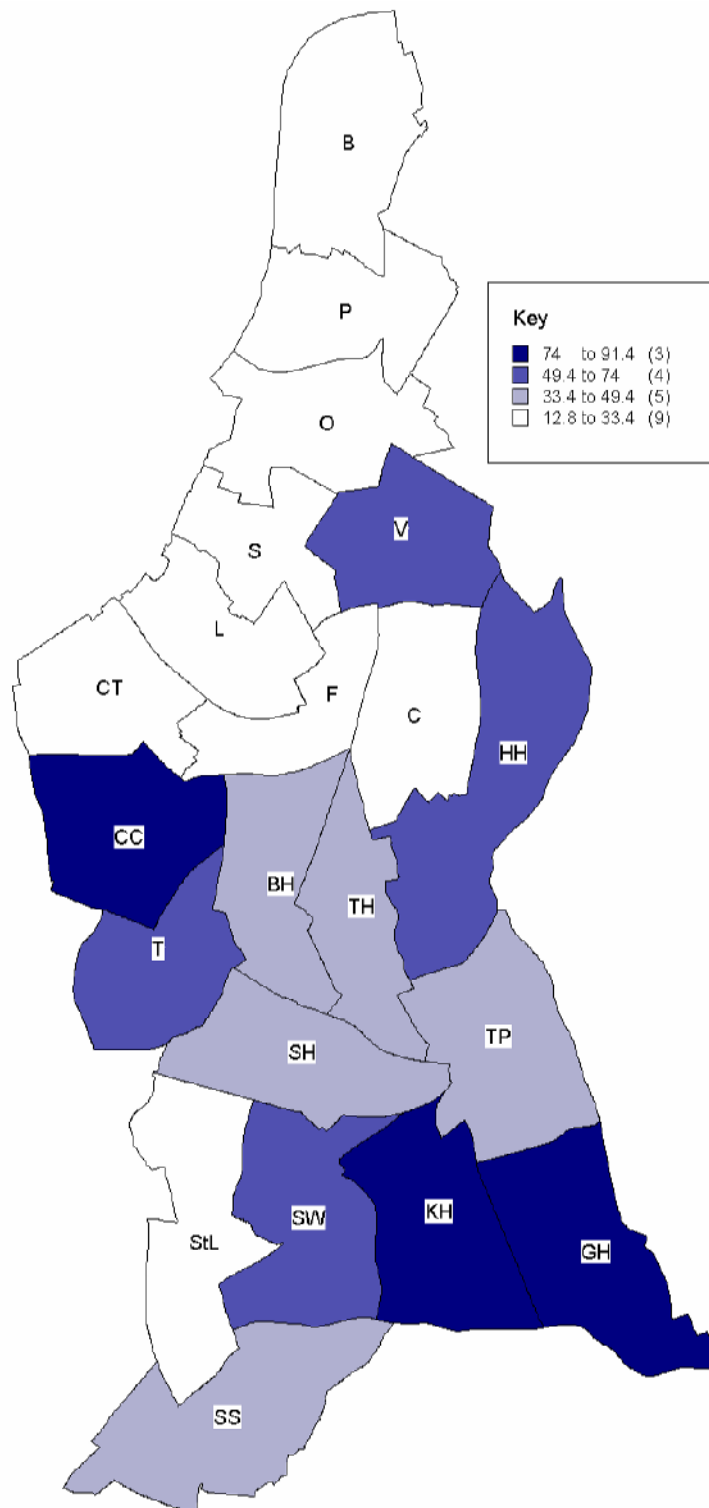 B
P
Key
74 to 91.4 (3)
49.4 to 74 (4)
33.4 to 49.4 (5)
12.8 to 33.4 (9)
O
V
S
L
CT
F
C
HH
CC
BH
TH
T
TP
SH
KH
SW
StL
GH
SS